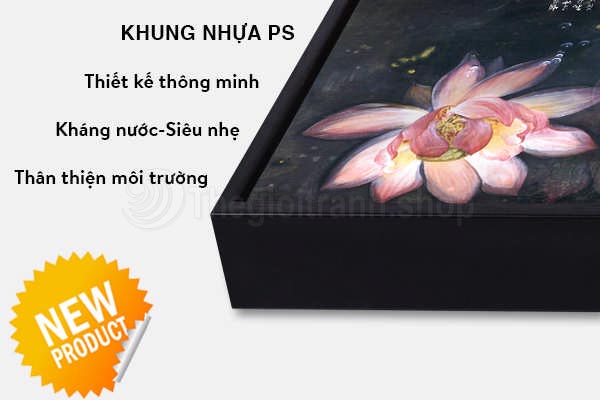 KHUNG NHỰA PS
Thiết kế thông minh
Kháng nước-Siêu nhẹ
Thân thiện môi trường
Thegioitranh.shop
NEW
PRODUCT